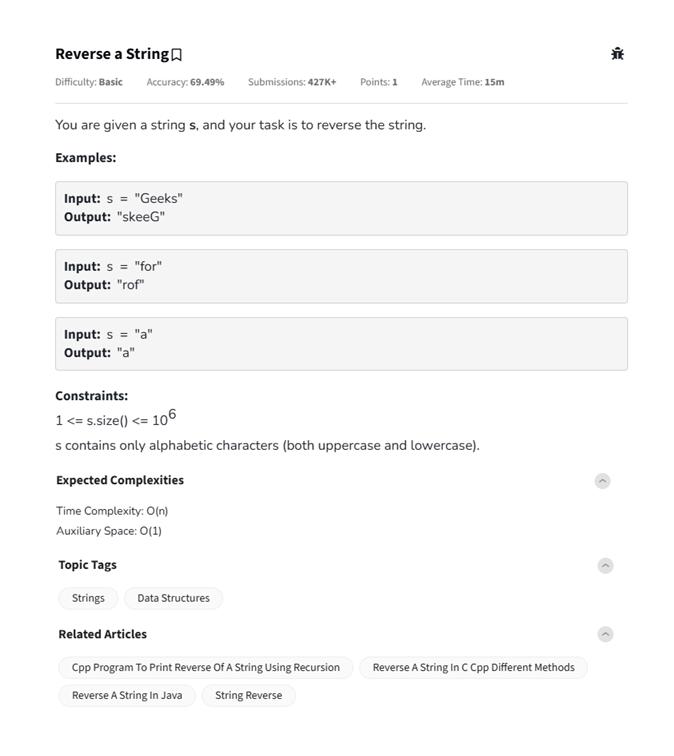 Reverse a String
Difficulty: Basic Accuracy: 69.49% Submissions: 427K+ Points: 1 Average Time: 15m
You are given a string s, and your task is to reverse the string.
Examples:
Input: s = "Geeks"
Output: "skeeG"
Input: s = "for"
Output: "rof"
Input: s = "a"
Output: "a"
Constraints:
1 <= s.size() <= 10⁶
s contains only alphabetic characters (both uppercase and lowercase).
Expected Complexities
Time Complexity: O(n)
Auxiliary Space: O(1)
Topic Tags
Strings Data Structures
Related Articles
Cpp Program To Print Reverse Of A String Using Recursion Reverse A String In C Cpp Different Methods
Reverse A String In Java String Reverse